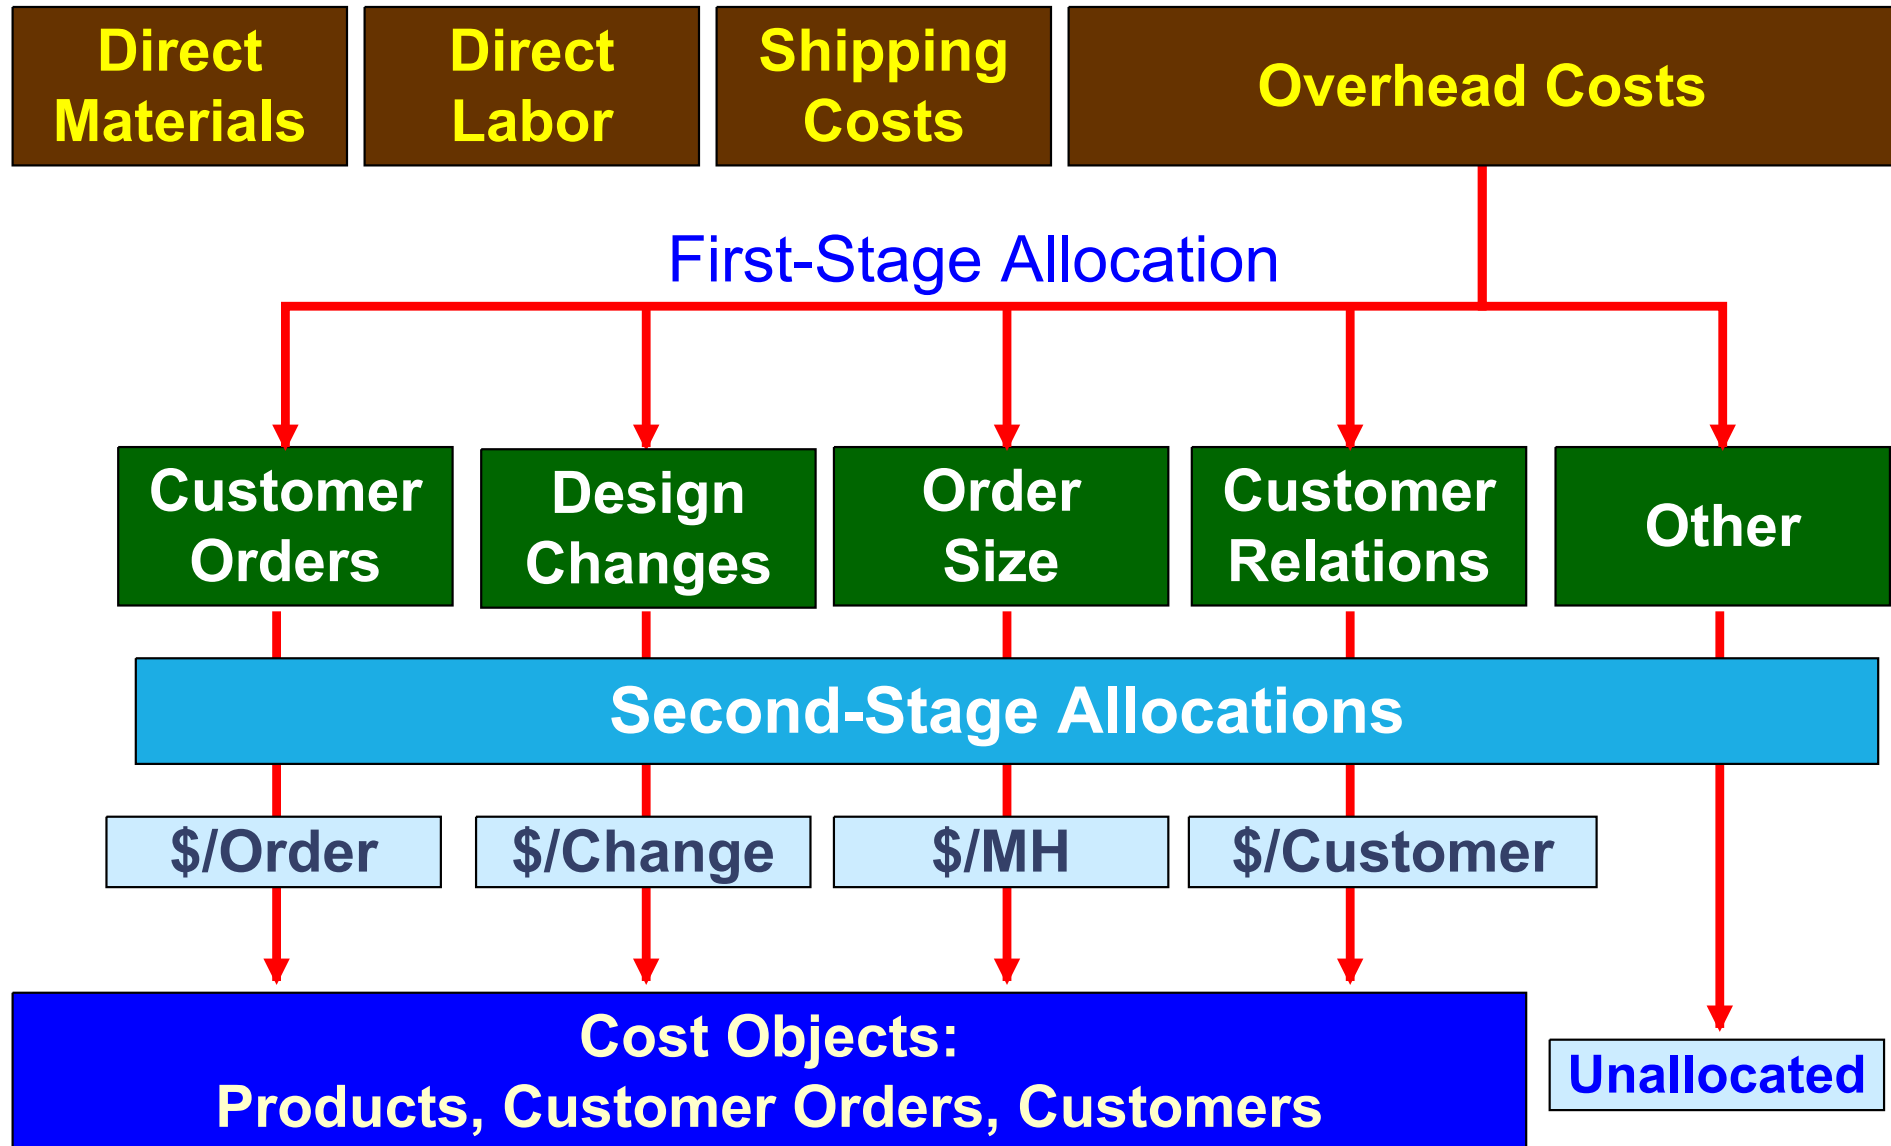 Direct
Materials
Direct
Labor
Shipping
Costs
Overhead Costs
First-Stage Allocation
Customer
Orders
Design
Changes
Order
Size
Customer
Relations
Other
Second-Stage Allocations
$/Order
$/Change
$/MH
$/Customer
Cost Objects:
Products, Customer Orders, Customers
Unallocated